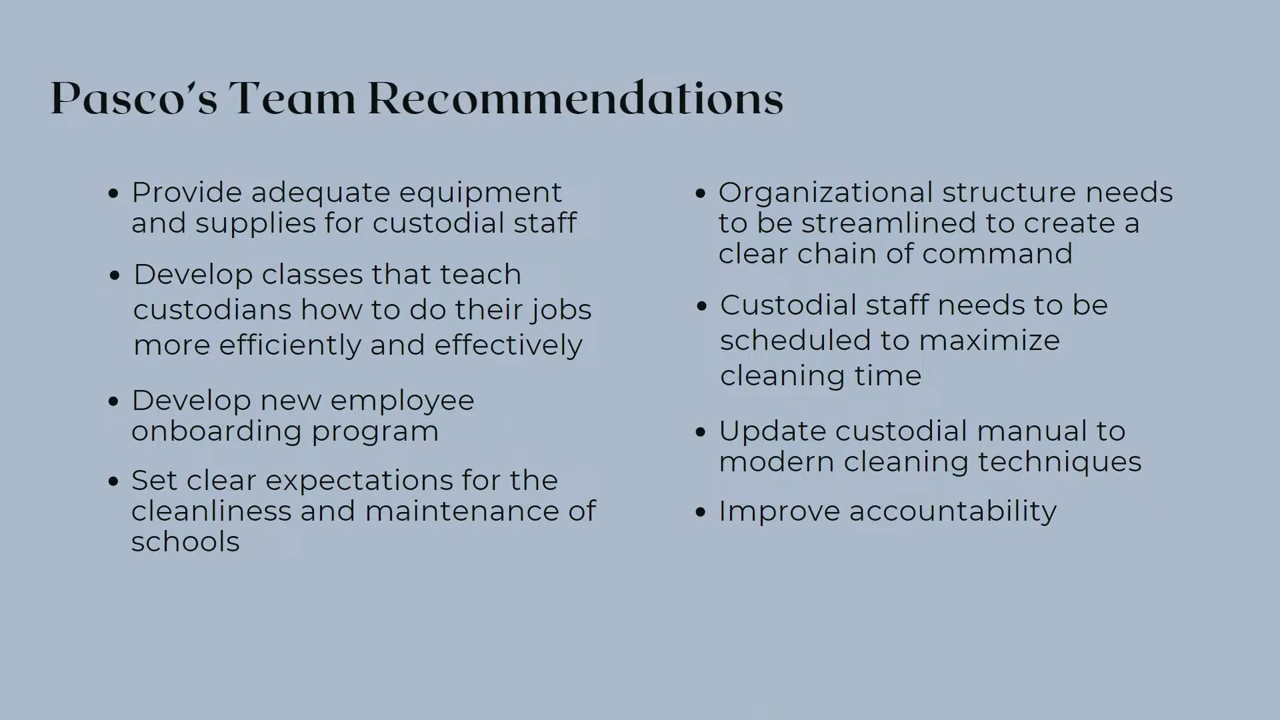 Pasco's Team Recommendations
• Provide adequate equipment
and supplies for custodial staff
• Develop classes that teach
custodians how to do their jobs
more efficiently and effectively
• Develop new employee
onboarding program
• Set clear expectations for the
cleanliness and maintenance of
schools
• Organizational structure needs
to be streamlined to create a
clear chain of command
• Custodial staff needs to be
scheduled to maximize
cleaning time
• Update custodial manual to
modern cleaning techniques
• Improve accountability